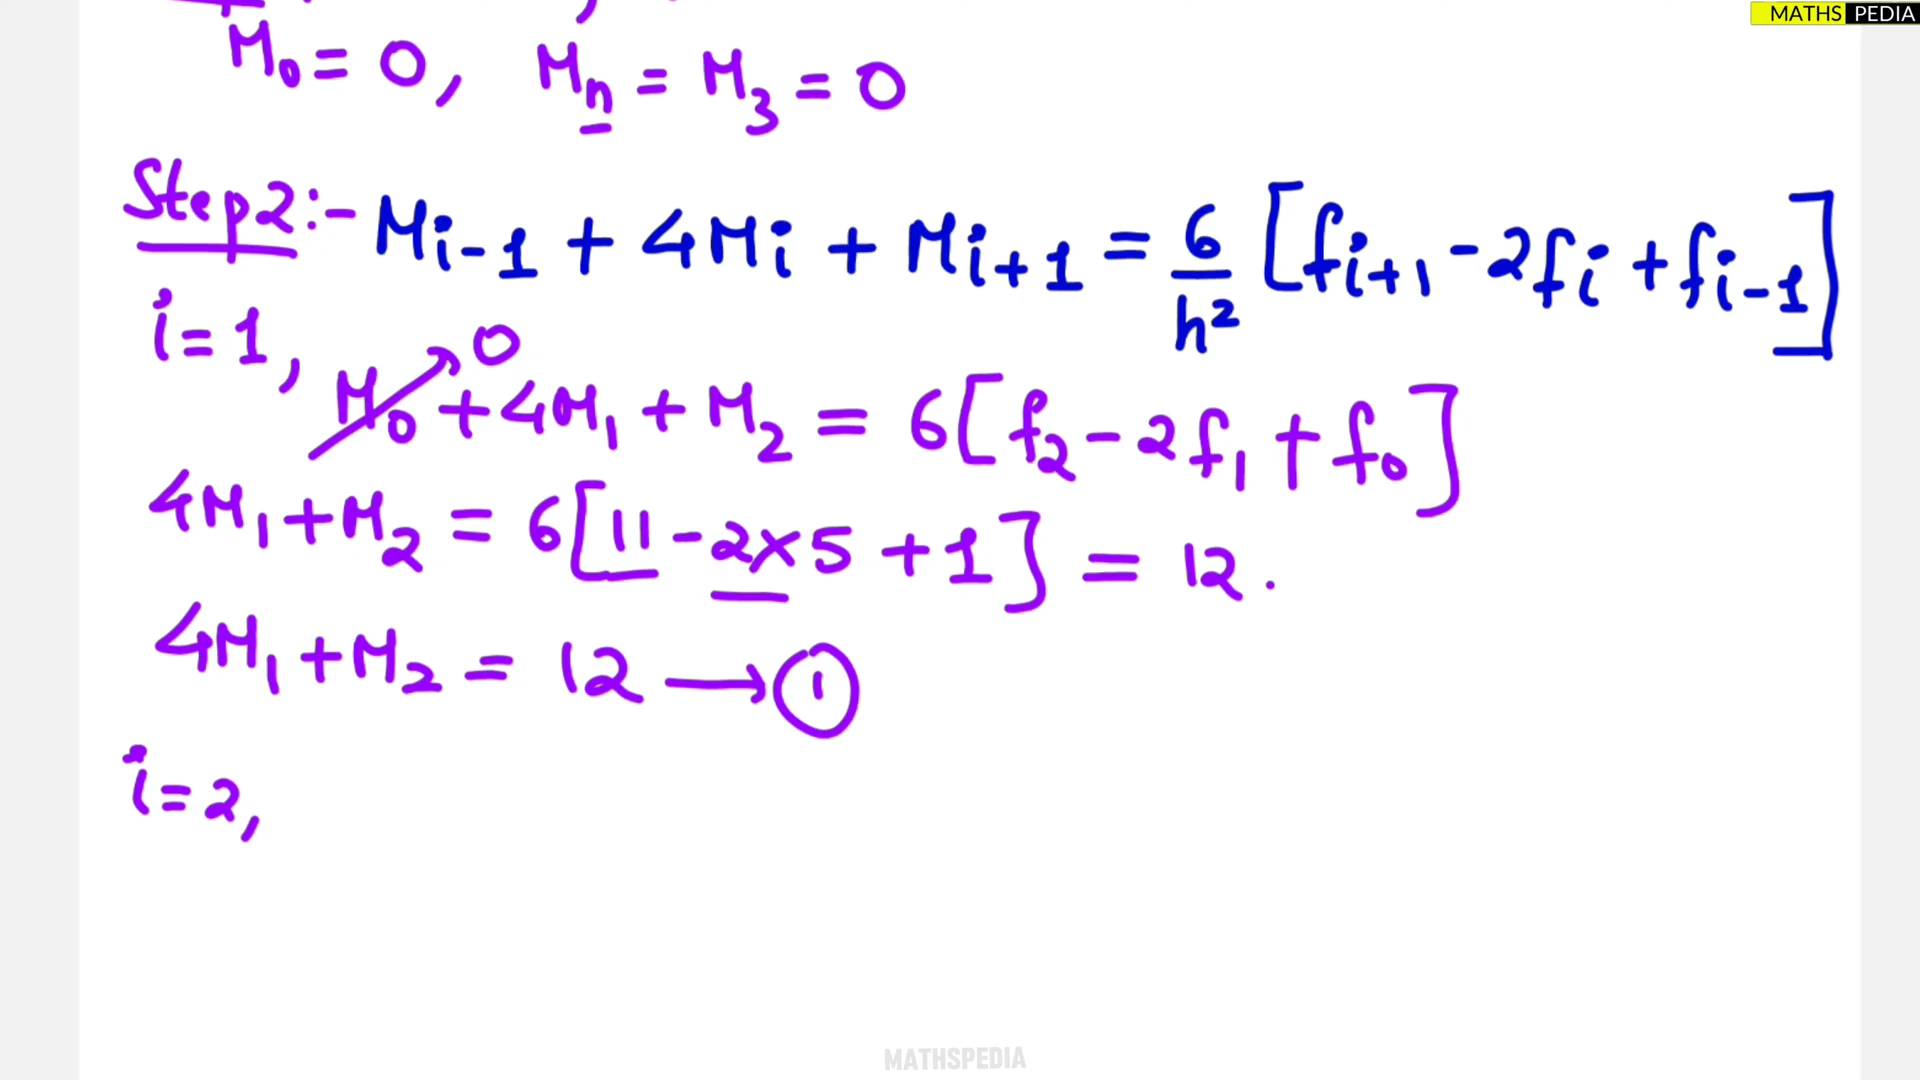 MATHS PEDIA
M₀ = 0, Mₙ = M₃ = 0
Step2:- Mᵢ₋₁ + 4Mᵢ + Mᵢ₊₁ = 6/h² [fᵢ₊₁ - 2fᵢ + fᵢ₋₁]
i=1,
M₀ → 0 + 4M₁ + M₂ = 6[f₂ - 2f₁ + f₀]
4M₁ + M₂ = 6[11 - 2×5 + 1] = 12.
4M₁ + M₂ = 12 → ①
i=2,
MATHSPEDIA